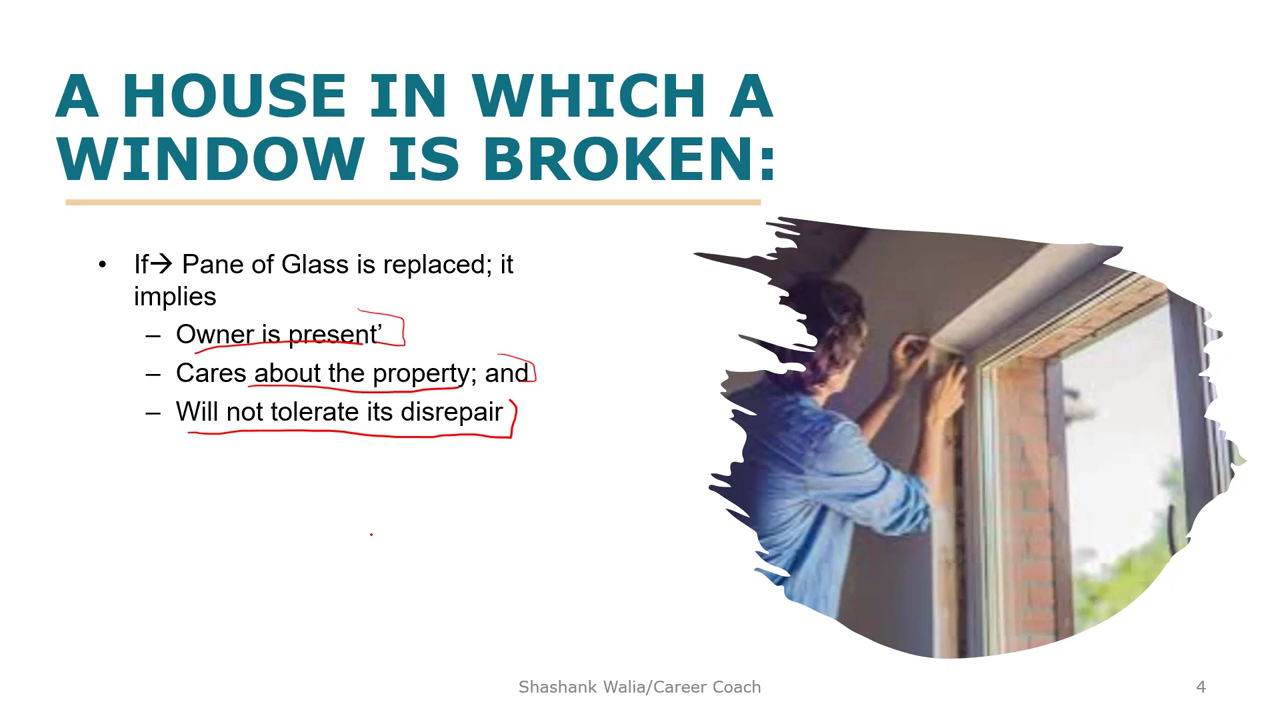 A HOUSE IN WHICH A
WINDOW IS BROKEN:
• If→ Pane of Glass is replaced; it
implies
– Owner is present’
– Cares about the property; and
– Will not tolerate its disrepair
Shashank Walia/Career Coach
4